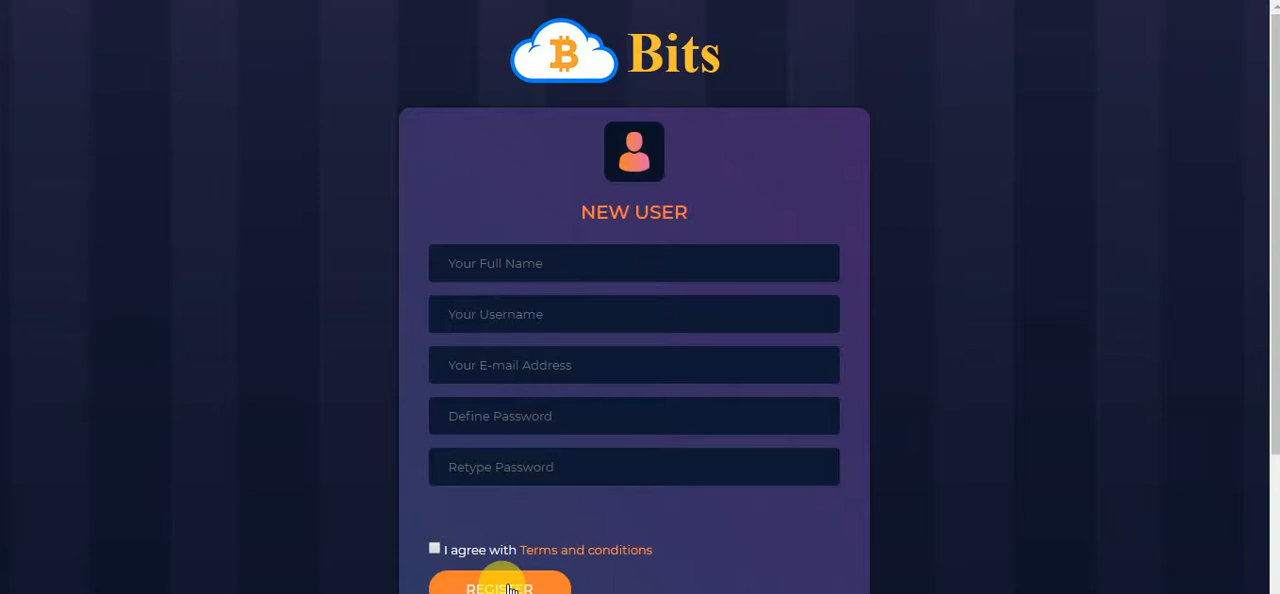 Bits
NEW USER
Your Full Name
Your Username
Your E-mail Address
Define Password
Retype Password
I agree with Terms and conditions
REGISTER